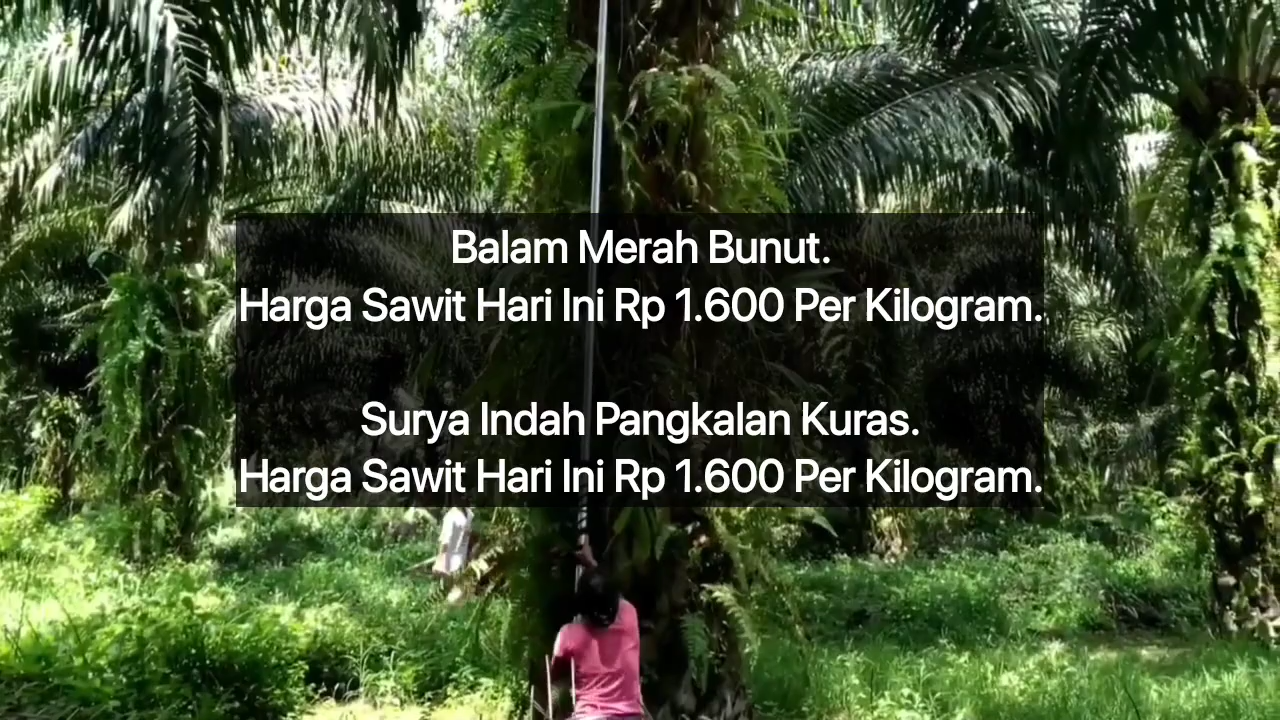 Balam Merah Bunut.
Harga Sawit Hari Ini Rp 1.600 Per Kilogram.
Surya Indah Pangkalan Kuras.
Harga Sawit Hari Ini Rp 1.600 Per Kilogram.